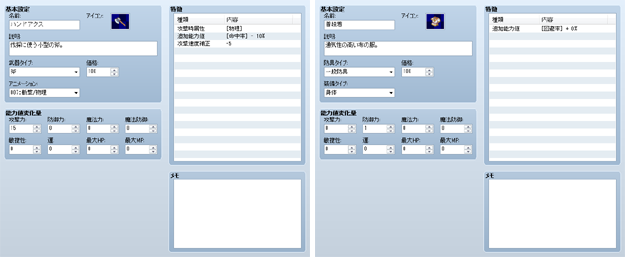 基本設定
名前:
アイコン:
ハンドアクス
説明:
伐採に使う小型の斧。
武器タイプ:
価格:
斧
アニメーション:
斬撃/物理
能力値変化量
攻撃力:
防御力:
魔法力:
魔法防御:
15
0
0
0
敏捷性:
運:
最大HP:
最大MP:
0
0
0
0
特徴
種類
内容
攻撃時属性
[物理]
追加能力値
[命中率] - 10%
攻撃速度補正
-5
メモ
基本設定
名前:
アイコン:
普段着
説明:
通気性の高い布の服。
防具タイプ:
価格:
一般防具
装備タイプ:
身体
能力値変化量
攻撃力:
防御力:
魔法力:
魔法防御:
0
1
0
0
敏捷性:
運:
最大HP:
最大MP:
0
0
0
0
特徴
種類
内容
追加能力値
[回避率] + 0%
メモ